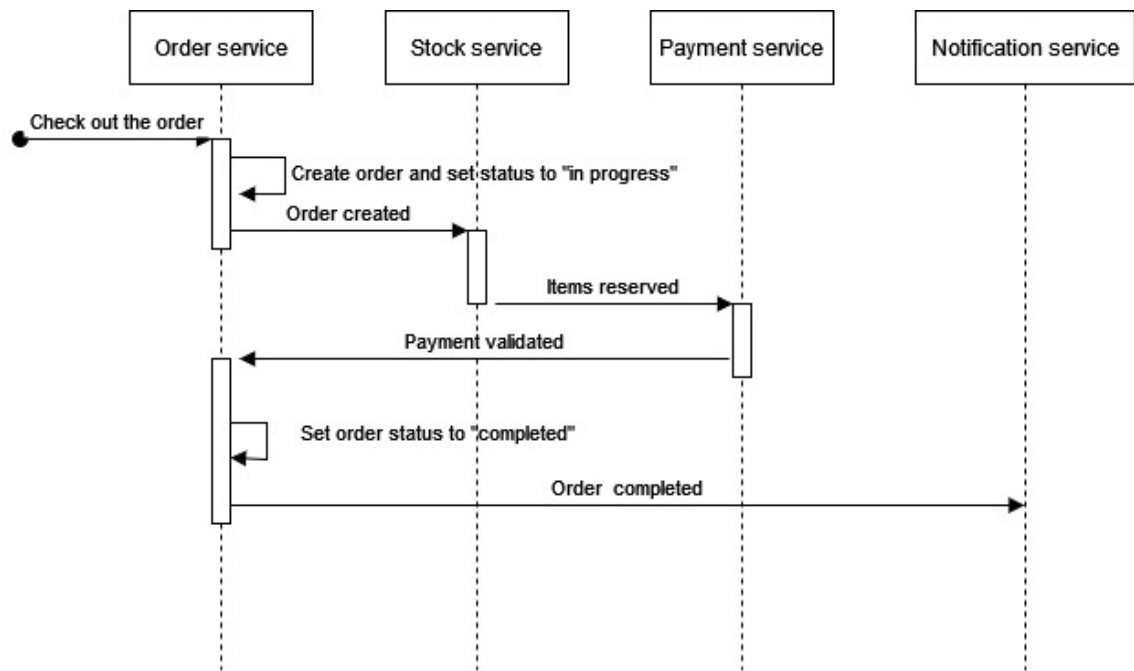 Order service
Stock service
Payment service
Notification service
Check out the order
Create order and set status to "in progress"
Order created
Items reserved
Payment validated
Set order status to "completed"
Order completed